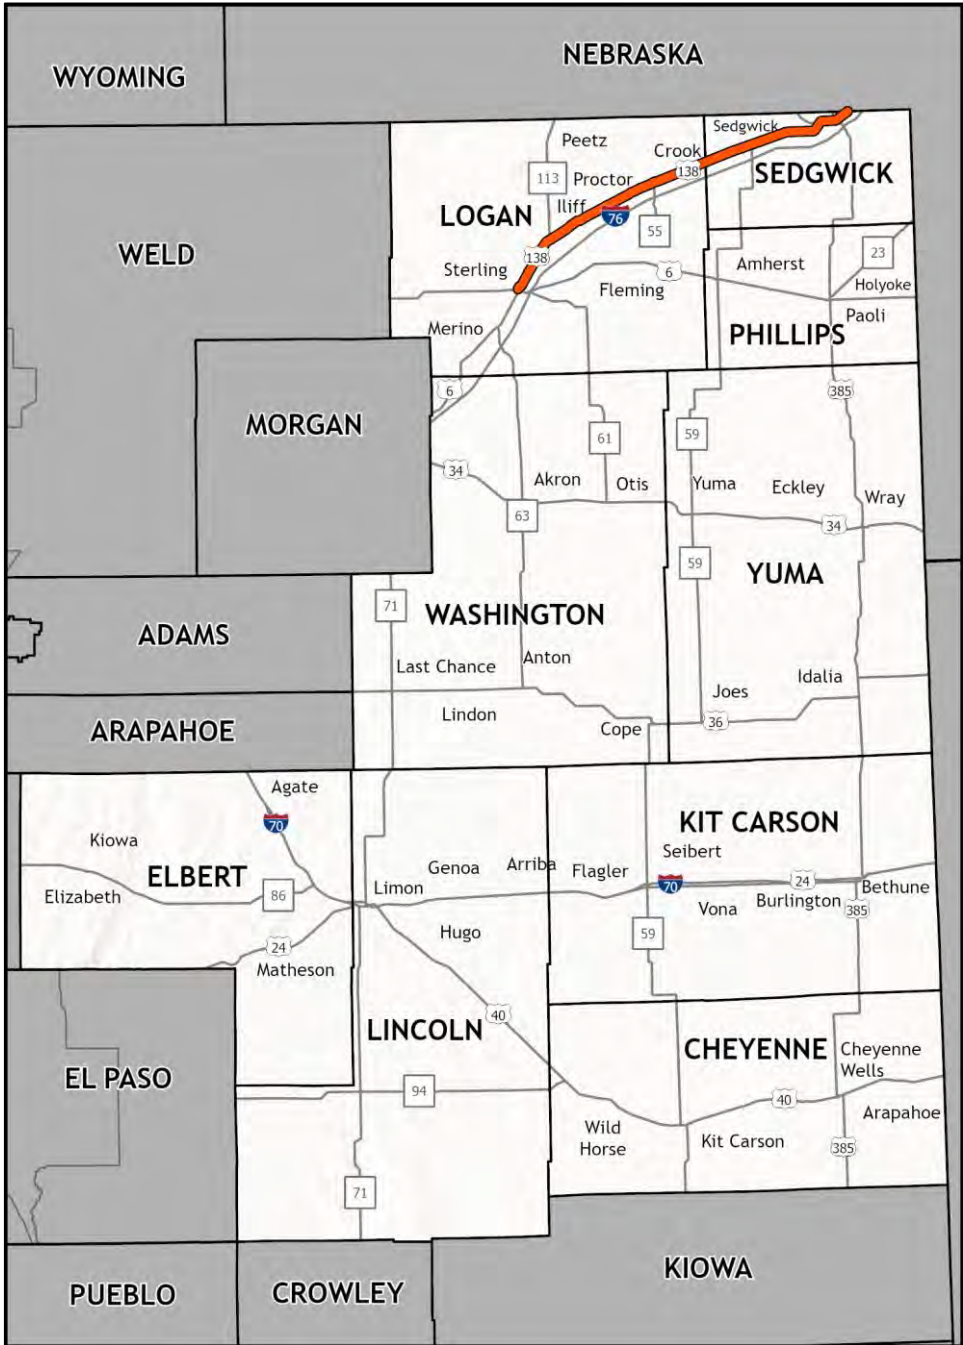 NEBRASKA
WYOMING
Sedgwick
Peetz
Crook
138
SEDGWICK
113
Proctor
Iliff
LOGAN
76
55
WELD
138
23
Sterling
6
Amherst
Fleming
Holyoke
Merino
Paoli
PHILLIPS
6
385
MORGAN
61
59
34
Akron
Otis
Yuma
Eckley
Wray
63
34
59
YUMA
71
WASHINGTON
ADAMS
Anton
Last Chance
Idalia
Joes
Lindon
36
Cope
ARAPAHOE
Agate
70
KIT CARSON
Kiowa
Seibert
Genoa
Arriba
Flagler
ELBERT
24
70
Limon
Bethune
Elizabeth
86
Burlington
Vona
385
Hugo
59
24
Matheson
40
LINCOLN
CHEYENNE
Cheyenne
Wells
EL PASO
94
40
Arapahoe
Wild
Horse
Kit Carson
385
71
KIOWA
PUEBLO
CROWLEY